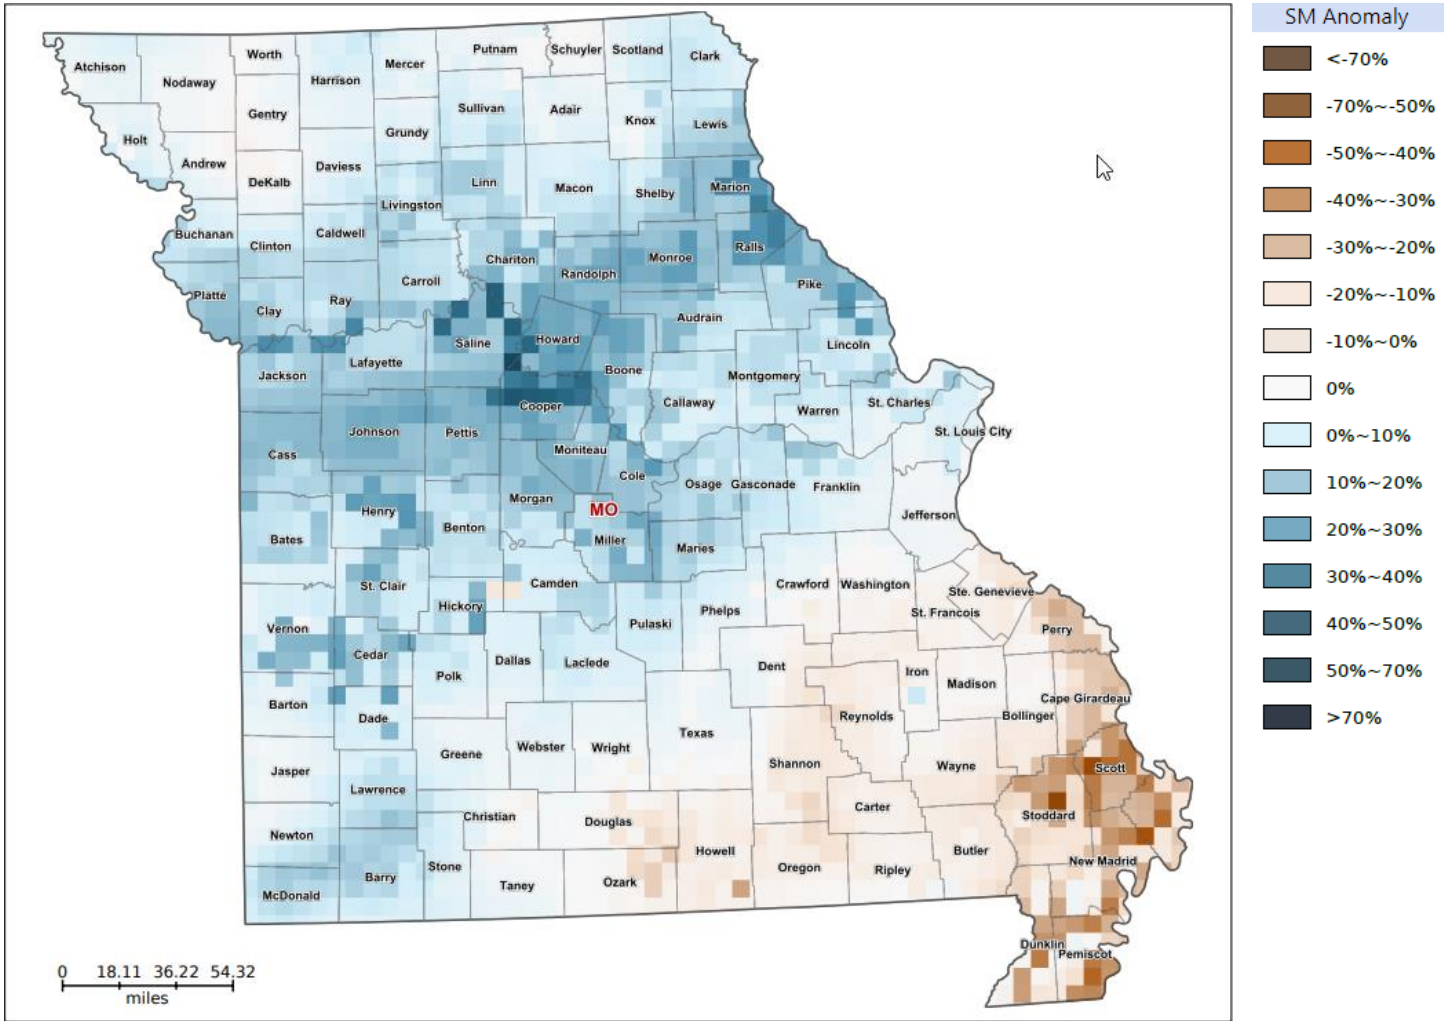 SM Anomaly
<-70%
-70%~-50%
-50%~-40%
-40%~-30%
-30%~-20%
-20%~-10%
-10%~0%
0%
0%~10%
10%~20%
20%~30%
30%~40%
40%~50%
50%~70%
>70%
Atchison
Nodaway
Worth
Harrison
Mercer
Putnam
Schuyler
Scotland
Clark
Gentry
Sullivan
Adair
Knox
Lewis
Holt
Andrew
DeKalb
Daviess
Grundy
Linn
Macon
Shelby
Marion
Livingston
Buchanan
Clinton
Caldwell
Chariton
Randolph
Monroe
Ralls
Platte
Clay
Ray
Carroll
Pike
Audrain
Saline
Howard
Lincoln
Jackson
Lafayette
Boone
Montgomery
Cooper
Callaway
Warren
St. Charles
St. Louis City
Johnson
Pettis
Moniteau
Cass
Cole
Osage
Gasconade
Franklin
Henry
Morgan
MO
Jefferson
Bates
Benton
Miller
Maries
St. Clair
Camden
Crawford
Washington
Ste. Genevieve
Hickory
Phelps
St. Francois
Vernon
Pulaski
Perry
Cedar
Polk
Dallas
Laclede
Dent
Iron
Madison
Cape Girardeau
Barton
Dade
Reynolds
Bollinger
Texas
Greene
Webster
Wright
Shannon
Wayne
Scott
Jasper
Lawrence
Carter
Stoddard
Newton
Christian
Douglas
Howell
Butler
New Madrid
Barry
Stone
Taney
Ozark
Oregon
Ripley
McDonald
Dunklin
Pemiscot
0 18.11 36.22 54.32
miles